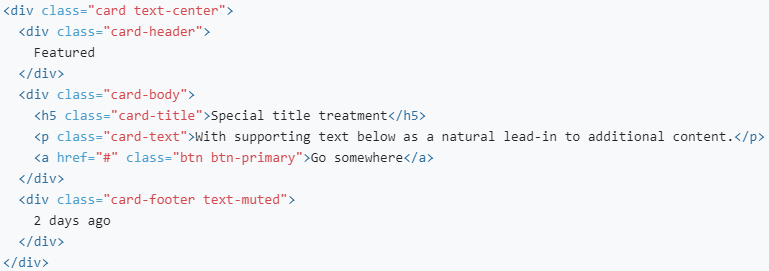 <div class="card text-center">
  <div class="card-header">
    Featured
  </div>
  <div class="card-body">
    <h5 class="card-title">Special title treatment</h5>
    <p class="card-text">With supporting text below as a natural lead-in to additional content.</p>
    <a href="#" class="btn btn-primary">Go somewhere</a>
  </div>
  <div class="card-footer text-muted">
    2 days ago
  </div>
</div>